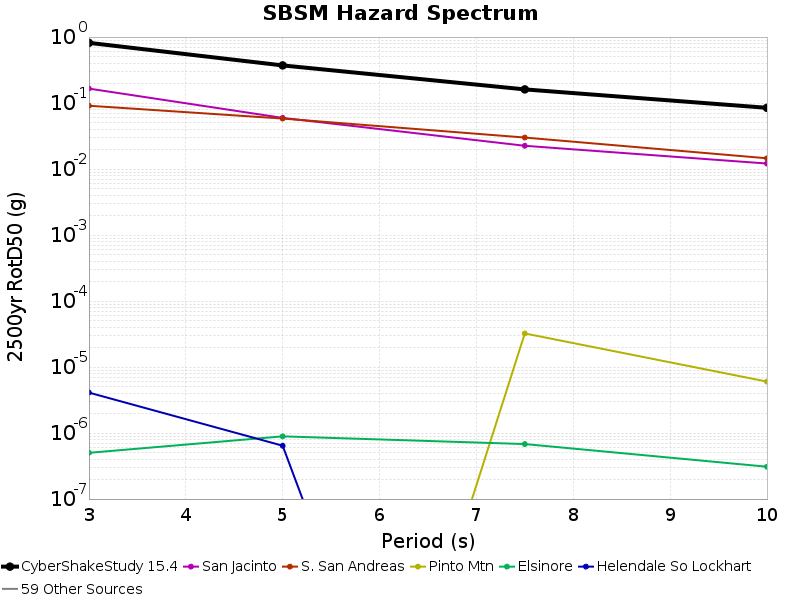 SBSM Hazard Spectrum
2500yr RotD50 (g)
10^0
10^-1
10^-2
10^-3
10^-4
10^-5
10^-6
10^-7
3 4 5 6 7 8 9 10
Period (s)
CyberShakeStudy 15.4 San Jacinto S. San Andreas Pinto Mtn Elsinore Helendale So Lockhart
59 Other Sources